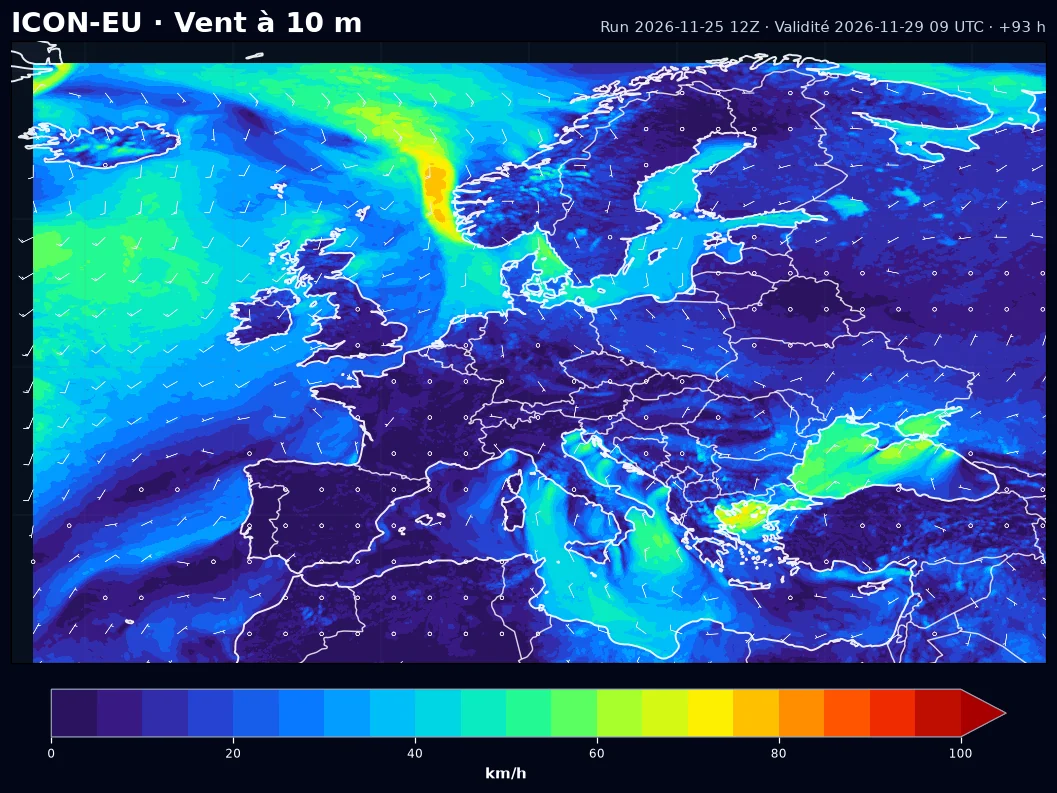 ICON-EU · Vent à 10 m
Run 2026-11-25 12Z · Validité 2026-11-29 09 UTC · +93 h
0 20 40 60 80 100
km/h